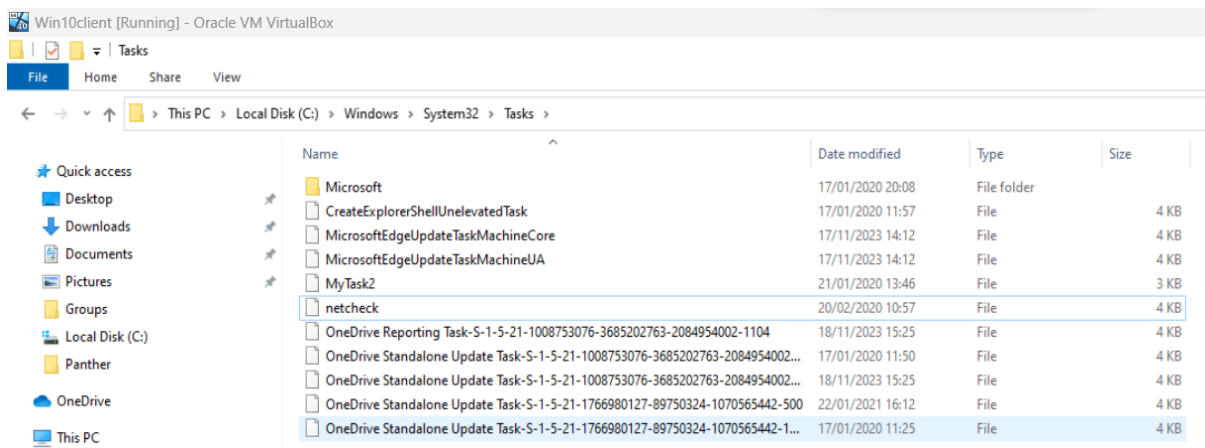 Win10client [Running] - Oracle VM VirtualBox
Tasks
File Home Share View
This PC > Local Disk (C:) > Windows > System32 > Tasks >
Name Date modified Type Size
Quick access
Desktop
Downloads
Documents
Pictures
Groups
Local Disk (C:)
Panther
OneDrive
This PC
Microsoft 17/01/2020 20:08 File folder
CreateExplorerShellUnelevatedTask 17/01/2020 11:57 File 4 KB
MicrosoftEdgeUpdateTaskMachineCore 17/11/2023 14:12 File 4 KB
MicrosoftEdgeUpdateTaskMachineUA 17/11/2023 14:12 File 4 KB
MyTask2 21/01/2020 13:46 File 3 KB
netcheck 20/02/2020 10:57 File 4 KB
OneDrive Reporting Task-S-1-5-21-1008753076-3685202763-2084954002-1104 18/11/2023 15:25 File 4 KB
OneDrive Standalone Update Task-S-1-5-21-1008753076-3685202763-2084954002... 17/01/2020 11:50 File 4 KB
OneDrive Standalone Update Task-S-1-5-21-1008753076-3685202763-2084954002... 18/11/2023 15:25 File 4 KB
OneDrive Standalone Update Task-S-1-5-21-1766980127-89750324-1070565442-500 22/01/2021 16:12 File 4 KB
OneDrive Standalone Update Task-S-1-5-21-1766980127-89750324-1070565442-1... 17/01/2020 11:25 File 4 KB